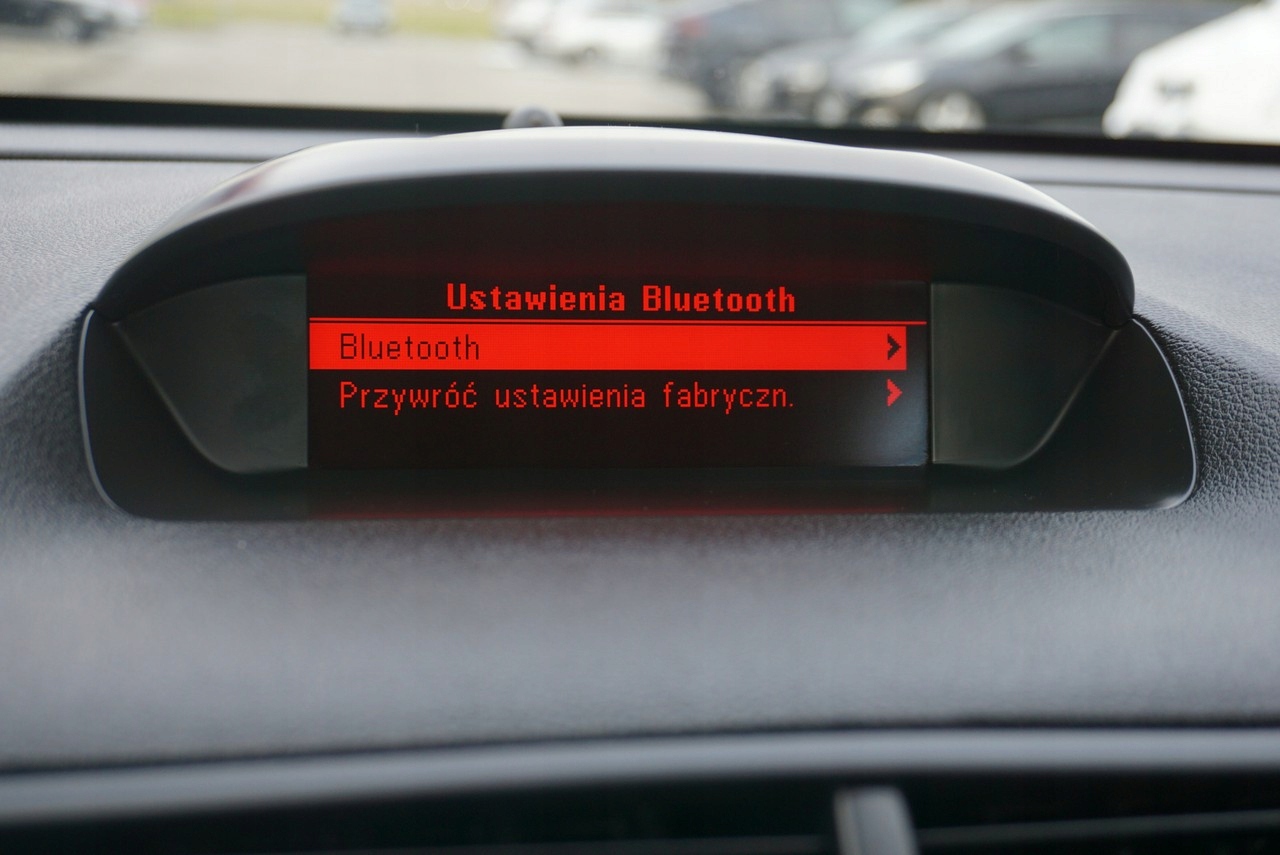 Ustawienia Bluetooth
Bluetooth
Przywróć ustawienia fabryczn.